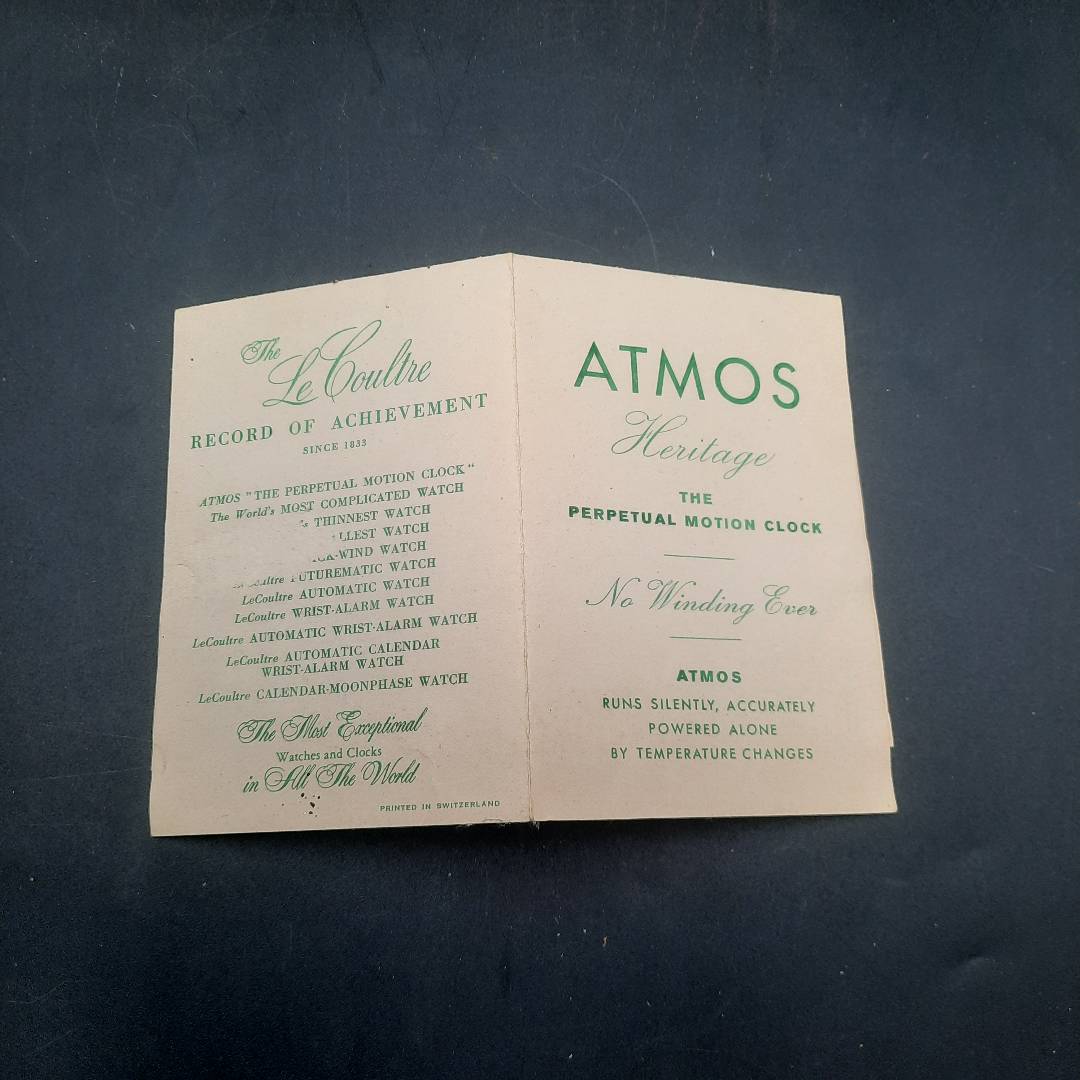 The
LeCoultre
RECORD OF ACHIEVEMENT
SINCE 1833
ATMOS "THE PERPETUAL MOTION CLOCK"
The World's MOST COMPLICATED WATCH
THINNEST WATCH
WATCH
WIND WATCH
FUTUREMATIC WATCH
LeCoultre AUTOMATIC WATCH
LeCoultre WRIST-ALARM WATCH
LeCoultre AUTOMATIC WRIST-ALARM WATCH
LeCoultre AUTOMATIC CALENDAR
WRIST-ALARM WATCH
LeCoultre CALENDAR-MOONPHASE WATCH
The Most Exceptional
Watches and Clocks
in All The World
PRINTED IN SWITZERLAND
ATMOS
Heritage
THE
PERPETUAL MOTION CLOCK
No Winding Ever
ATMOS
RUNS SILENTLY, ACCURATELY
POWERED ALONE
BY TEMPERATURE CHANGES